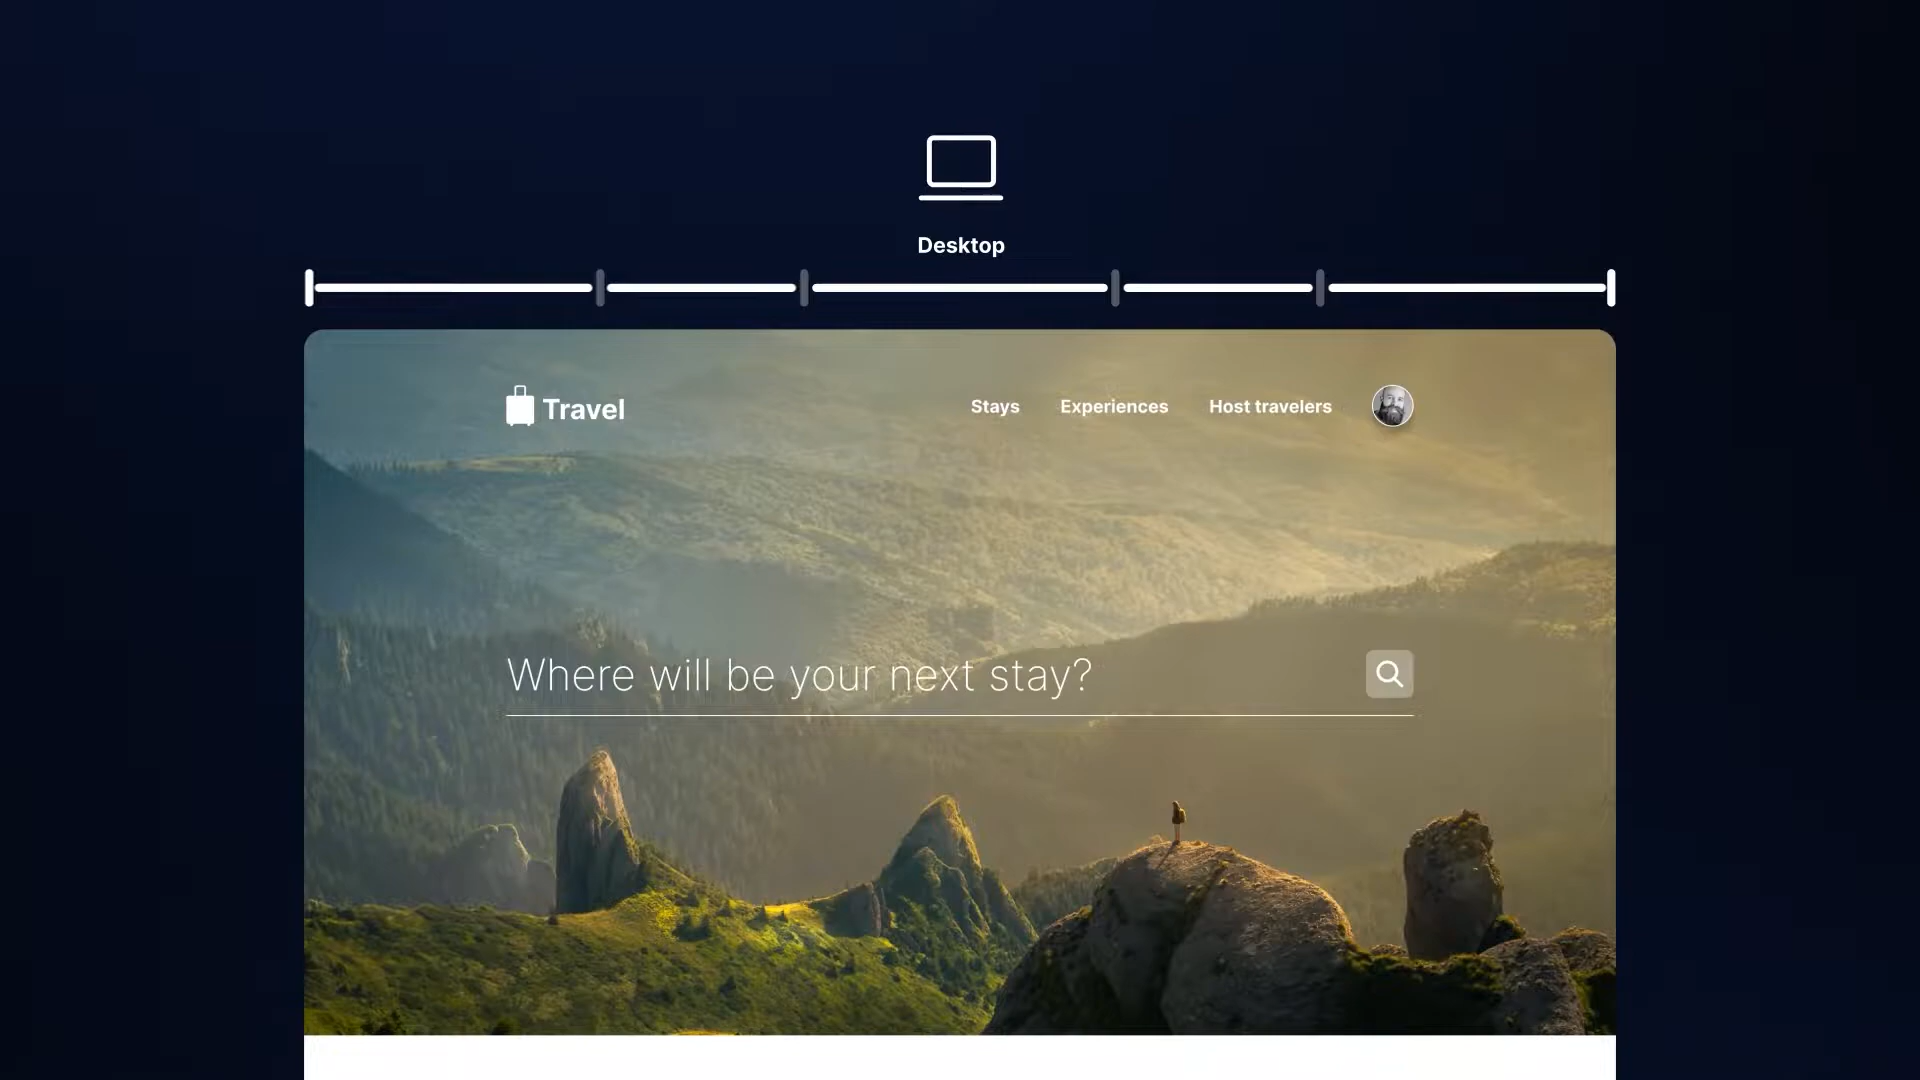 Desktop
Travel
Stays
Experiences
Host travelers
Where will be your next stay?